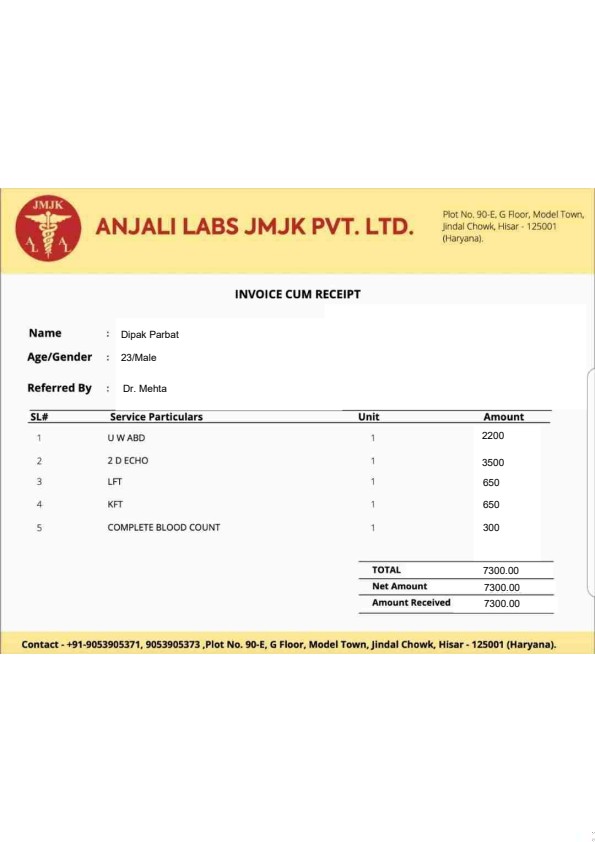 JMJK
A L A L
ANJALI LABS JMJK PVT. LTD.
Plot No. 90-E, G Floor, Model Town,
Jindal Chowk, Hisar - 125001
(Haryana).
INVOICE CUM RECEIPT
Name : Dipak Parbat
Age/Gender : 23/Male
Referred By : Dr. Mehta
SL# Service Particulars Unit Amount
1 U W ABD 1 2200
2 2 D ECHO 1 3500
3 LFT 1 650
4 KFT 1 650
5 COMPLETE BLOOD COUNT 1 300
TOTAL 7300.00
Net Amount 7300.00
Amount Received 7300.00
Contact - +91-9053905371, 9053905373 ,Plot No. 90-E, G Floor, Model Town, Jindal Chowk, Hisar - 125001 (Haryana).